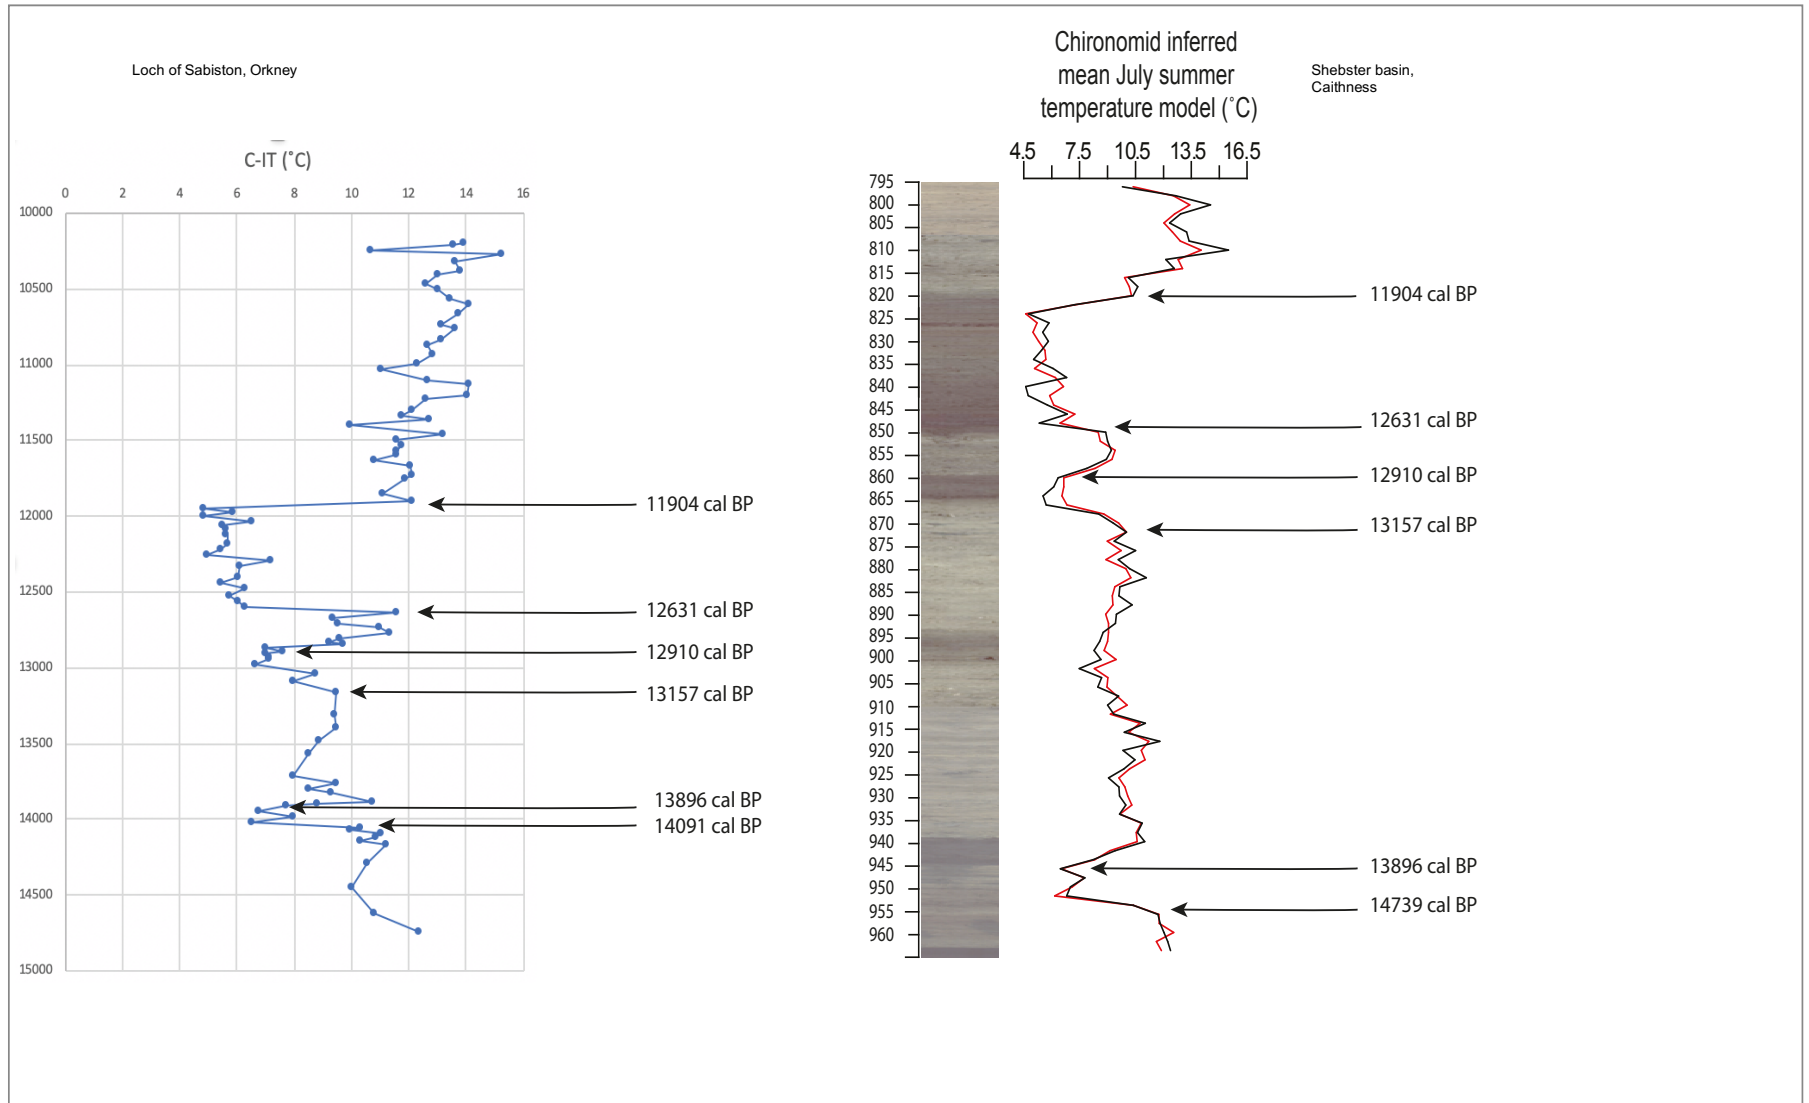 Loch of Sabiston, Orkney
C-IT (˚C)
0 2 4 6 8 10 12 14 16
10000
10500
11000
11500
12000
12500
13000
13500
14000
14500
15000
11904 cal BP
12631 cal BP
12910 cal BP
13157 cal BP
13896 cal BP
14091 cal BP
Chironomid inferred
mean July summer
temperature model (˚C)
Shebster basin,
Caithness
4.5 7.5 10.5 13.5 16.5
795
800
805
810
815
820
825
830
835
840
845
850
855
860
865
870
875
880
885
890
895
900
905
910
915
920
925
930
935
940
945
950
955
960
11904 cal BP
12631 cal BP
12910 cal BP
13157 cal BP
13896 cal BP
14739 cal BP